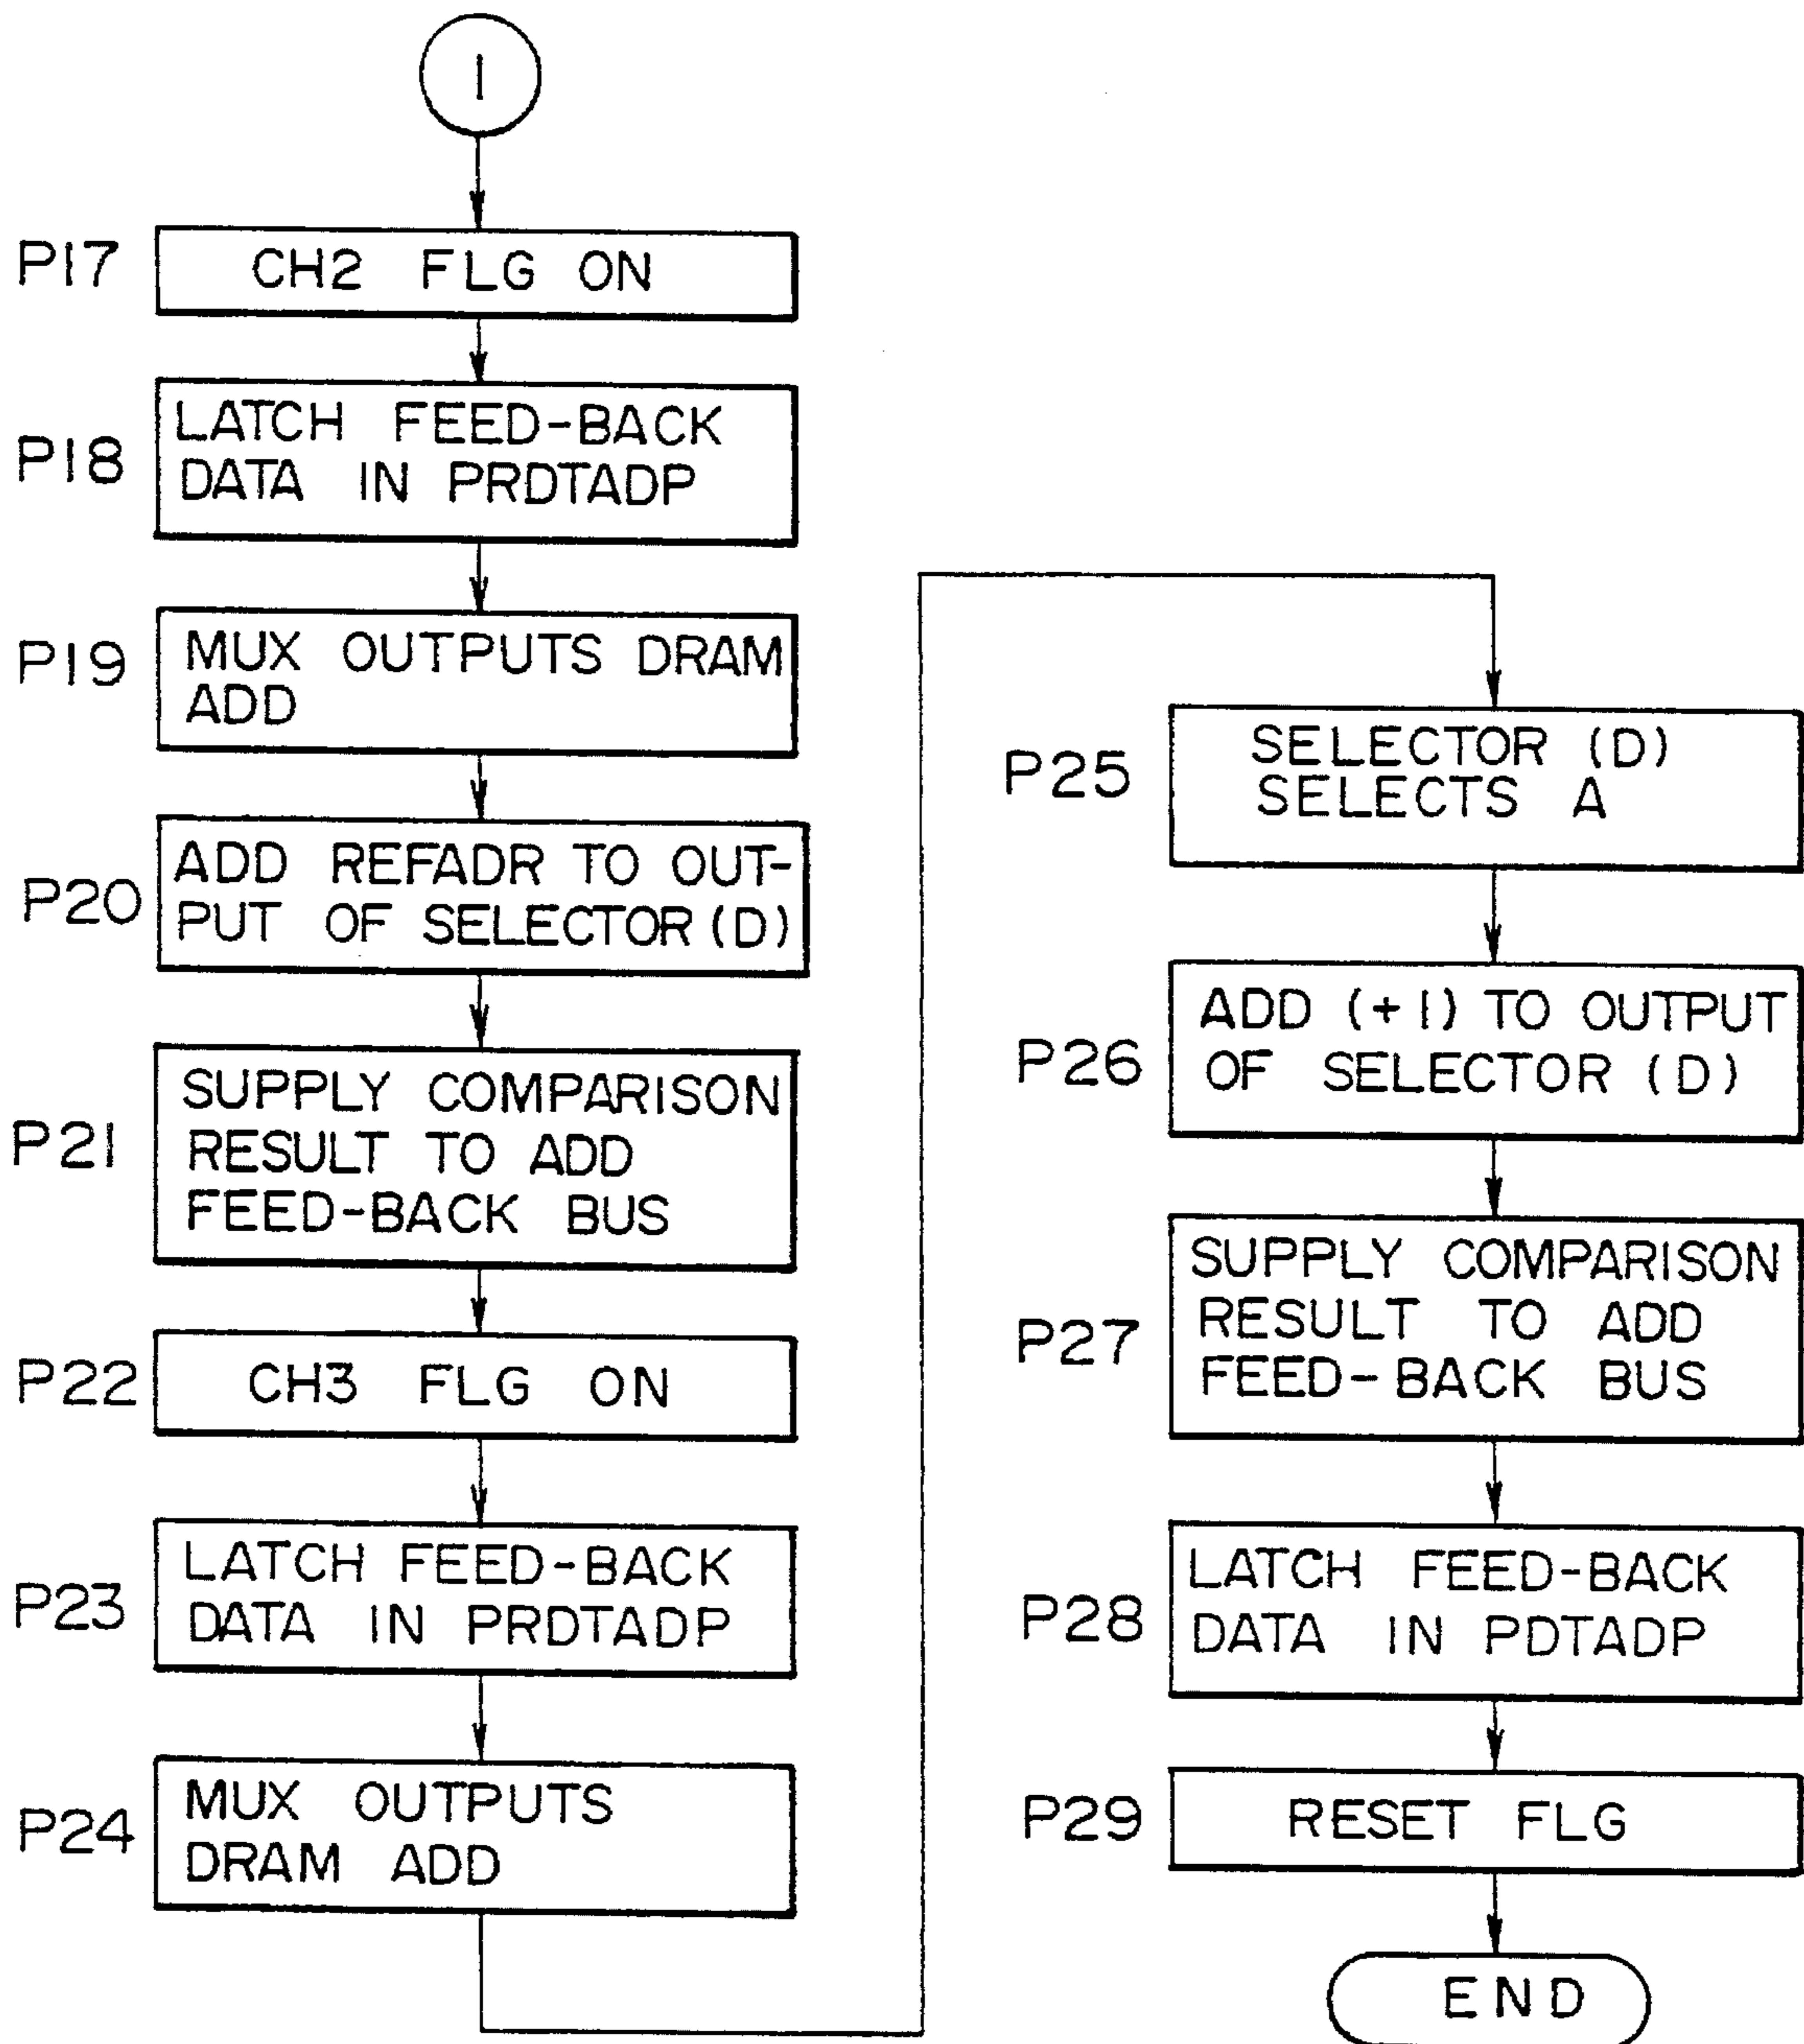 1
P17
CH2 FLG ON
P18
LATCH FEED-BACK
DATA IN PRDTADP
P19
MUX OUTPUTS DRAM
ADD
P20
ADD REFADR TO OUT-
PUT OF SELECTOR (D)
P21
SUPPLY COMPARISON
RESULT TO ADD
FEED-BACK BUS
P22
CH3 FLG ON
P23
LATCH FEED-BACK
DATA IN PRDTADP
P24
MUX OUTPUTS
DRAM ADD
P25
SELECTOR (D)
SELECTS A
P26
ADD (+1) TO OUTPUT
OF SELECTOR (D)
P27
SUPPLY COMPARISON
RESULT TO ADD
FEED-BACK BUS
P28
LATCH FEED-BACK
DATA IN PDTADP
P29
RESET FLG
END